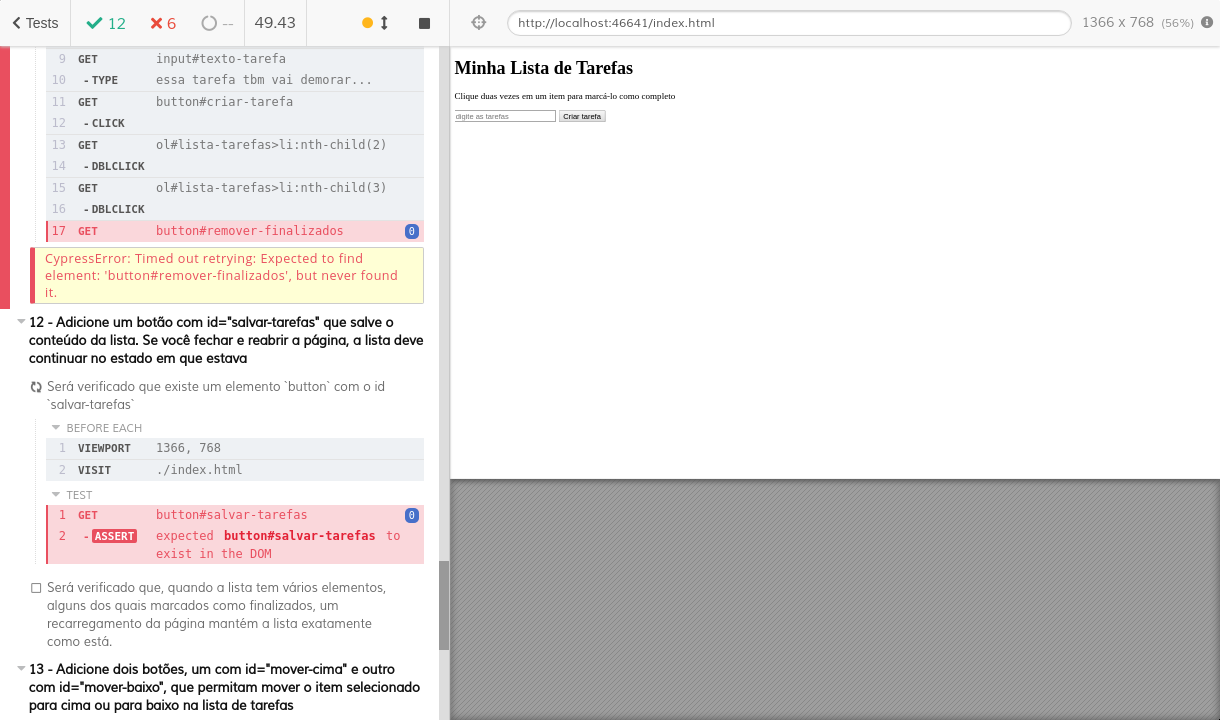 Tests 12 6 -- 49.43 http://localhost:46641/index.html 1366 x 768 (56%)
9 GET input#texto-tarefa
10 - TYPE essa tarefa tbm vai demorar...
11 GET button#criar-tarefa
12 - CLICK
13 GET ol#lista-tarefas>li:nth-child(2)
14 - DBLCLICK
15 GET ol#lista-tarefas>li:nth-child(3)
16 - DBLCLICK
17 GET button#remover-finalizados 0
CypressError: Timed out retrying: Expected to find
element: 'button#remover-finalizados', but never found
it.
12 - Adicione um botão com id="salvar-tarefas" que salve o
conteúdo da lista. Se você fechar e reabrir a página, a lista deve
continuar no estado em que estava
Será verificado que existe um elemento `button` com o id
`salvar-tarefas`
BEFORE EACH
1 VIEWPORT 1366, 768
2 VISIT ./index.html
TEST
1 GET button#salvar-tarefas 0
2 - ASSERT expected button#salvar-tarefas to
exist in the DOM
Será verificado que, quando a lista tem vários elementos,
alguns dos quais marcados como finalizados, um
recarregamento da página mantém a lista exatamente
como está.
13 - Adicione dois botões, um com id="mover-cima" e outro
com id="mover-baixo", que permitam mover o item selecionado
para cima ou para baixo na lista de tarefas
Minha Lista de Tarefas
Clique duas vezes em um item para marcá-lo como completo
digite as tarefas Criar tarefa